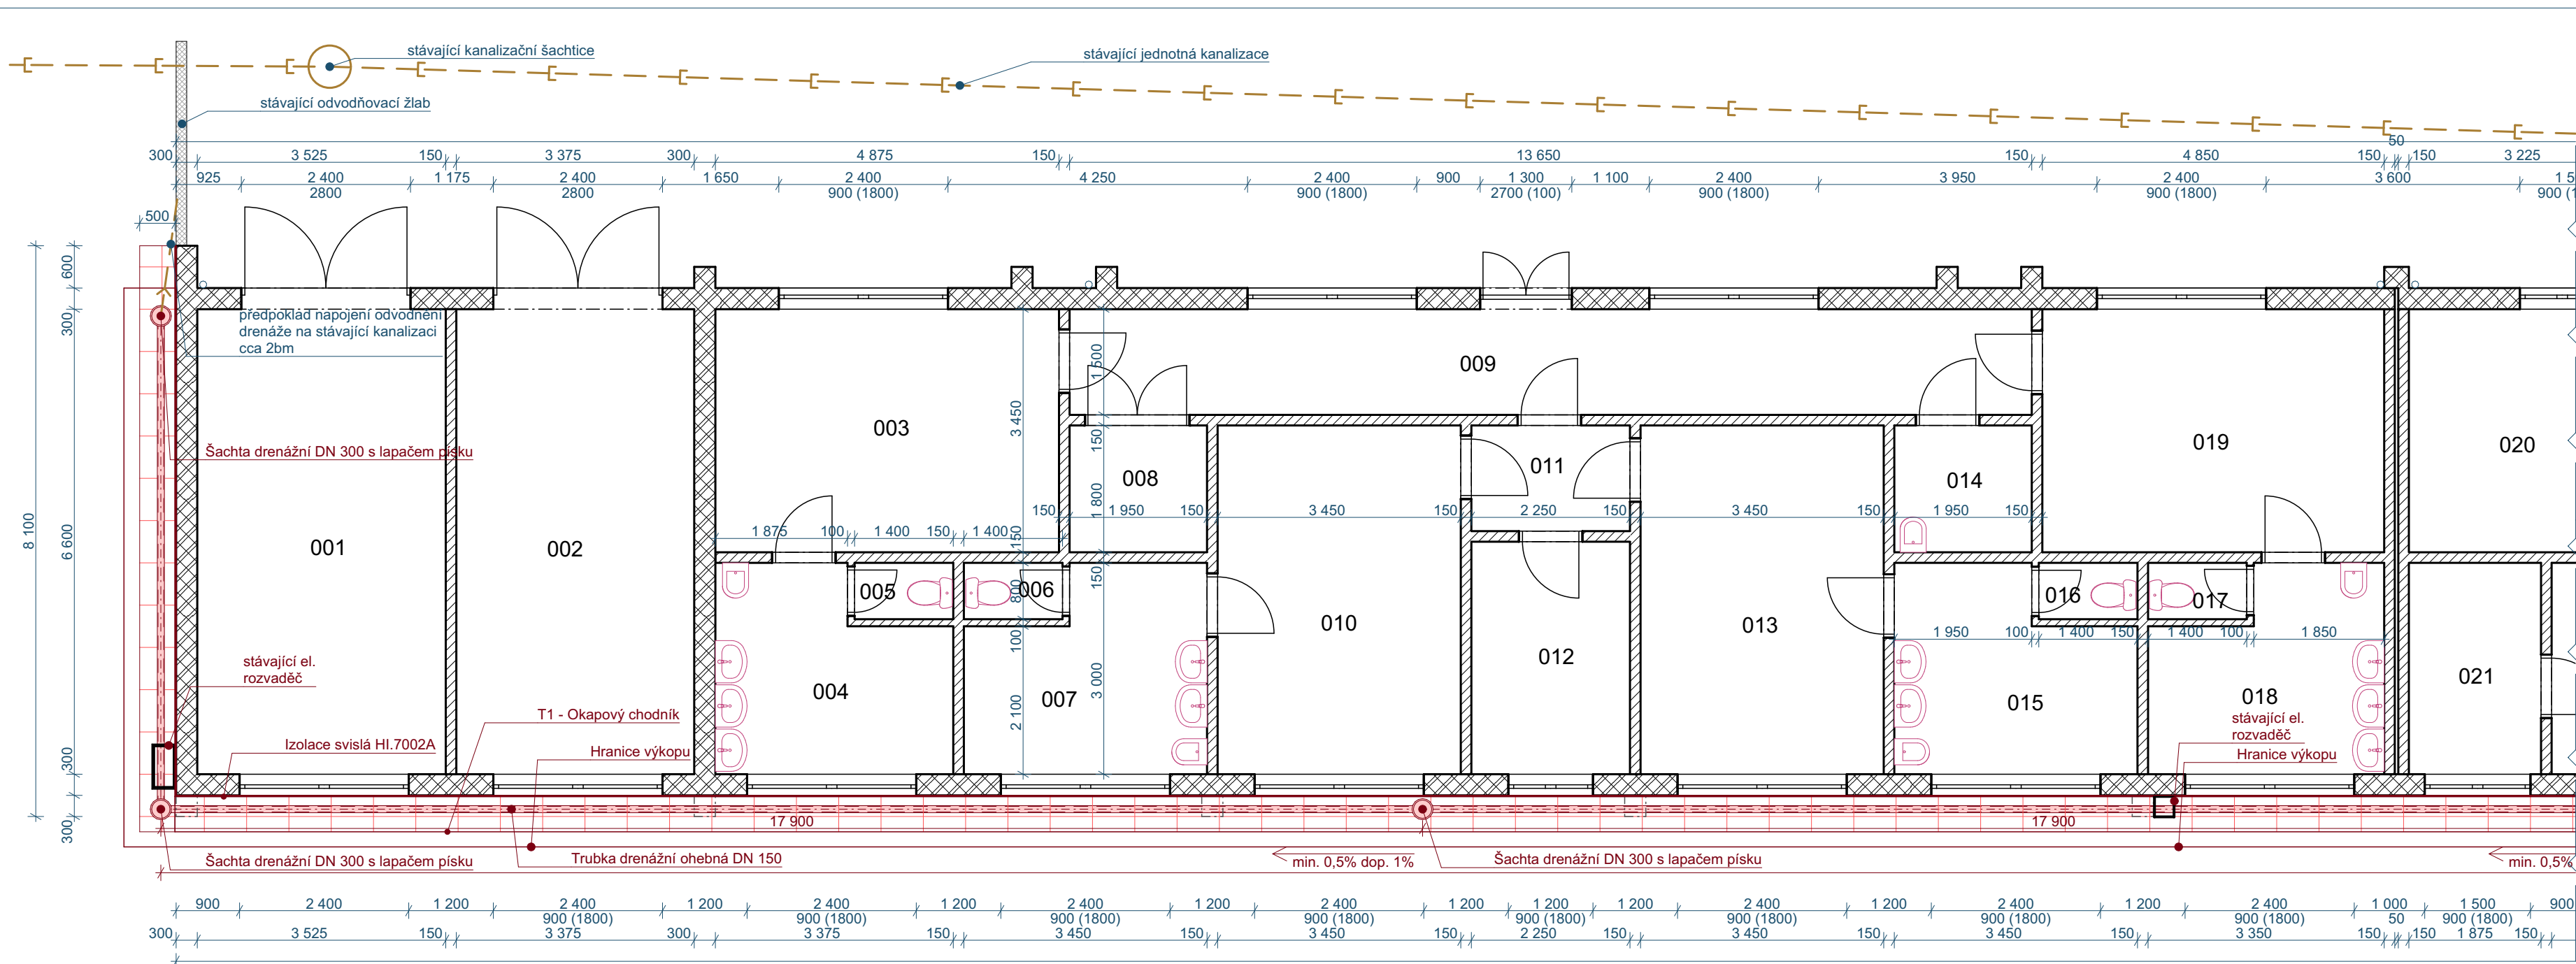 stávající kanalizační šachtice
stávající jednotná kanalizace
stávající odvodňovací žlab
50
300 3 525 150 3 375 300 4 875 150 13 650 150 4 850 150 150 3 225
925 2 400 1 175 2 400 1 650 2 400 4 250 2 400 900 1 300 1 100 2 400 3 950 2 400 3 600
2800 2800 900 (1800) 900 (1800) 2700 (100) 900 (1800) 900 (1800)
500
600
300
8 100
6 600
300
300
předpoklad napojení odvodnění
drenáže na stávající kanalizaci
cca 2bm
Šachta drenážní DN 300 s lapačem písku
009
1 500
003
3 450
150
019
020
011
008
014
1 800
150 1 950 150 3 450 150 2 250 150 3 450 150 1 950 150
1 875 100 1 400 150 1 400
150
001
002
150
005
006
800
016
017
010
013
100
1 950 100 1 400 150 1 400 100 1 850
012
stávající el.
rozvaděč
004
007
3 000
2 100
015
018
021
T1 - Okapový chodník
Izolace svislá HI.7002A
Hranice výkopu
stávající el.
rozvaděč
Hranice výkopu
17 900
17 900
Šachta drenážní DN 300 s lapačem písku
Trubka drenážní ohebná DN 150
min. 0,5% dop. 1%
Šachta drenážní DN 300 s lapačem písku
min. 0,5%
900 2 400 1 200 2 400 1 200 2 400 1 200 2 400 1 200 2 400 1 200 1 200 1 200 2 400 1 200 2 400 1 200 2 400 1 000 1 500 900
900 (1800) 900 (1800) 900 (1800) 900 (1800) 900 (1800) 900 (1800) 900 (1800) 900 (1800) 50 900 (1800)
300 3 525 150 3 375 300 3 375 150 3 450 150 3 450 150 2 250 150 3 450 150 3 450 150 3 350 150 150 1 875 150